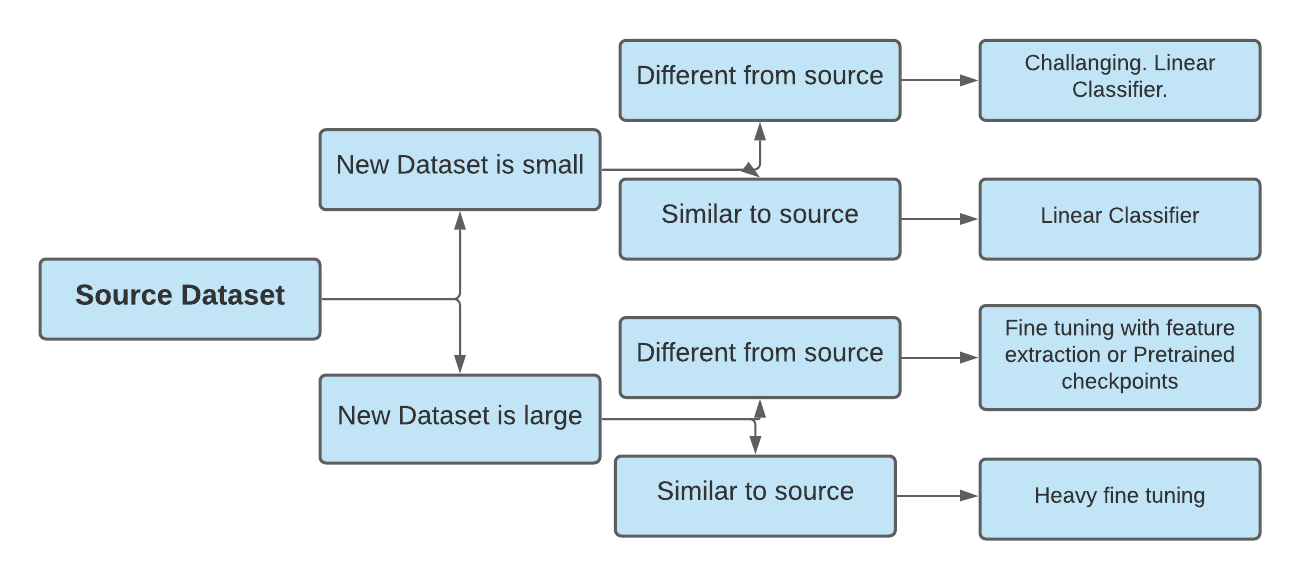 Different from source
Challanging. Linear
Classifier.
New Dataset is small
Similar to source
Linear Classifier
Source Dataset
Different from source
Fine tuning with feature
extraction or Pretrained
checkpoints
New Dataset is large
Similar to source
Heavy fine tuning